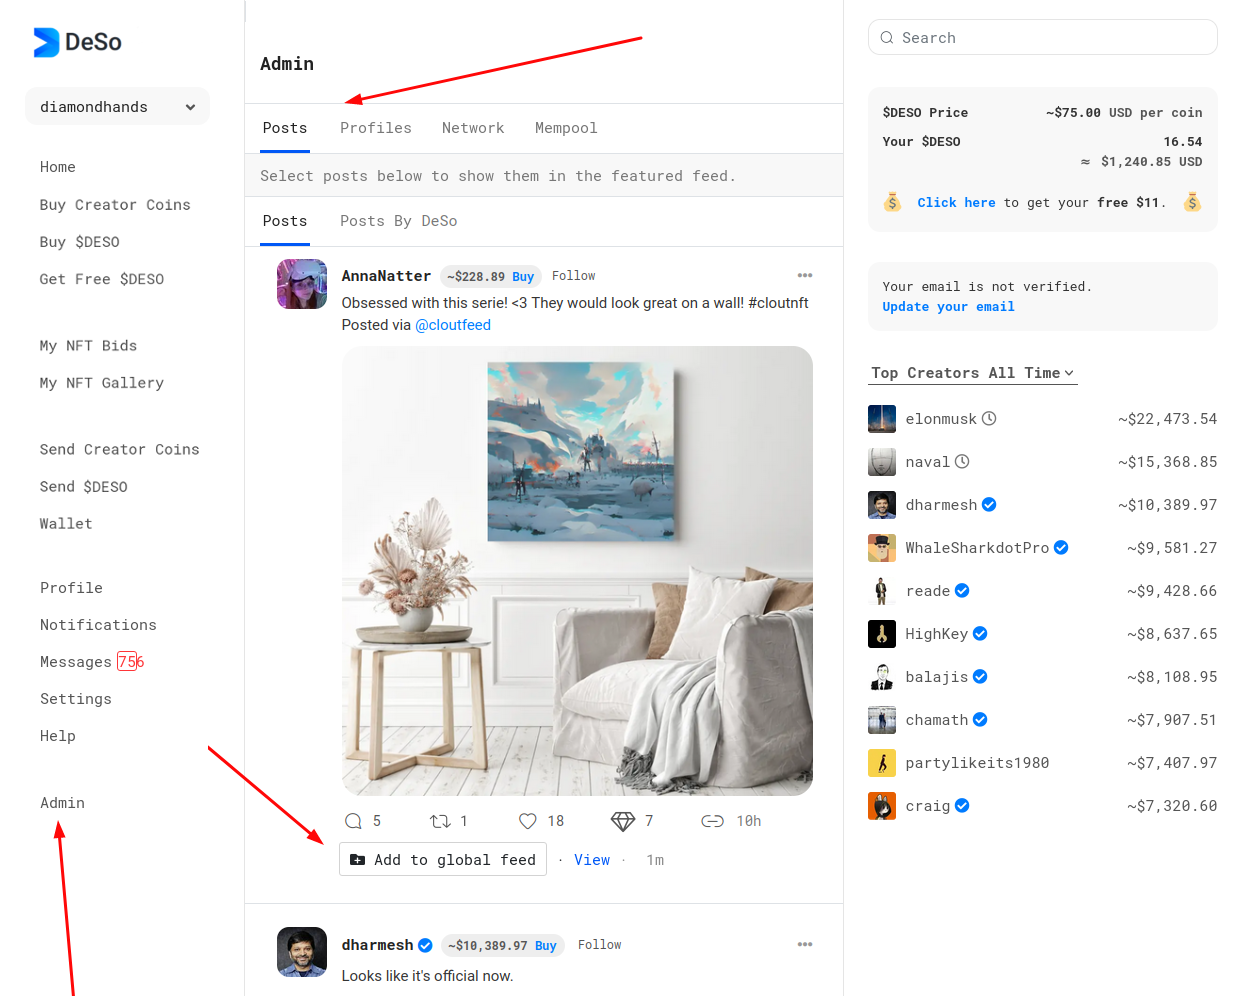 DeSo
diamondhands
Home
Buy Creator Coins
Buy $DESO
Get Free $DESO
My NFT Bids
My NFT Gallery
Send Creator Coins
Send $DESO
Wallet
Profile
Notifications
Messages 756
Settings
Help
Admin
Admin
Posts Profiles Network Mempool
Select posts below to show them in the featured feed.
Posts Posts By DeSo
AnnaNatter ~$228.89 Buy Follow
Obsessed with this serie! <3 They would look great on a wall! #cloutnft
Posted via @cloutfeed
5 1 18 7 10h
Add to global feed · View · 1m
dharmesh ~$10,389.97 Buy Follow
Looks like it's official now.
Search
$DESO Price ~$75.00 USD per coin
Your $DESO 16.54
≈ $1,240.85 USD
Click here to get your free $11.
Your email is not verified.
Update your email
Top Creators All Time
elonmusk ~$22,473.54
naval ~$15,368.85
dharmesh ~$10,389.97
WhaleSharkdotPro ~$9,581.27
reade ~$9,428.66
HighKey ~$8,637.65
balajis ~$8,108.95
chamath ~$7,907.51
partylikeits1980 ~$7,407.97
craig ~$7,320.60